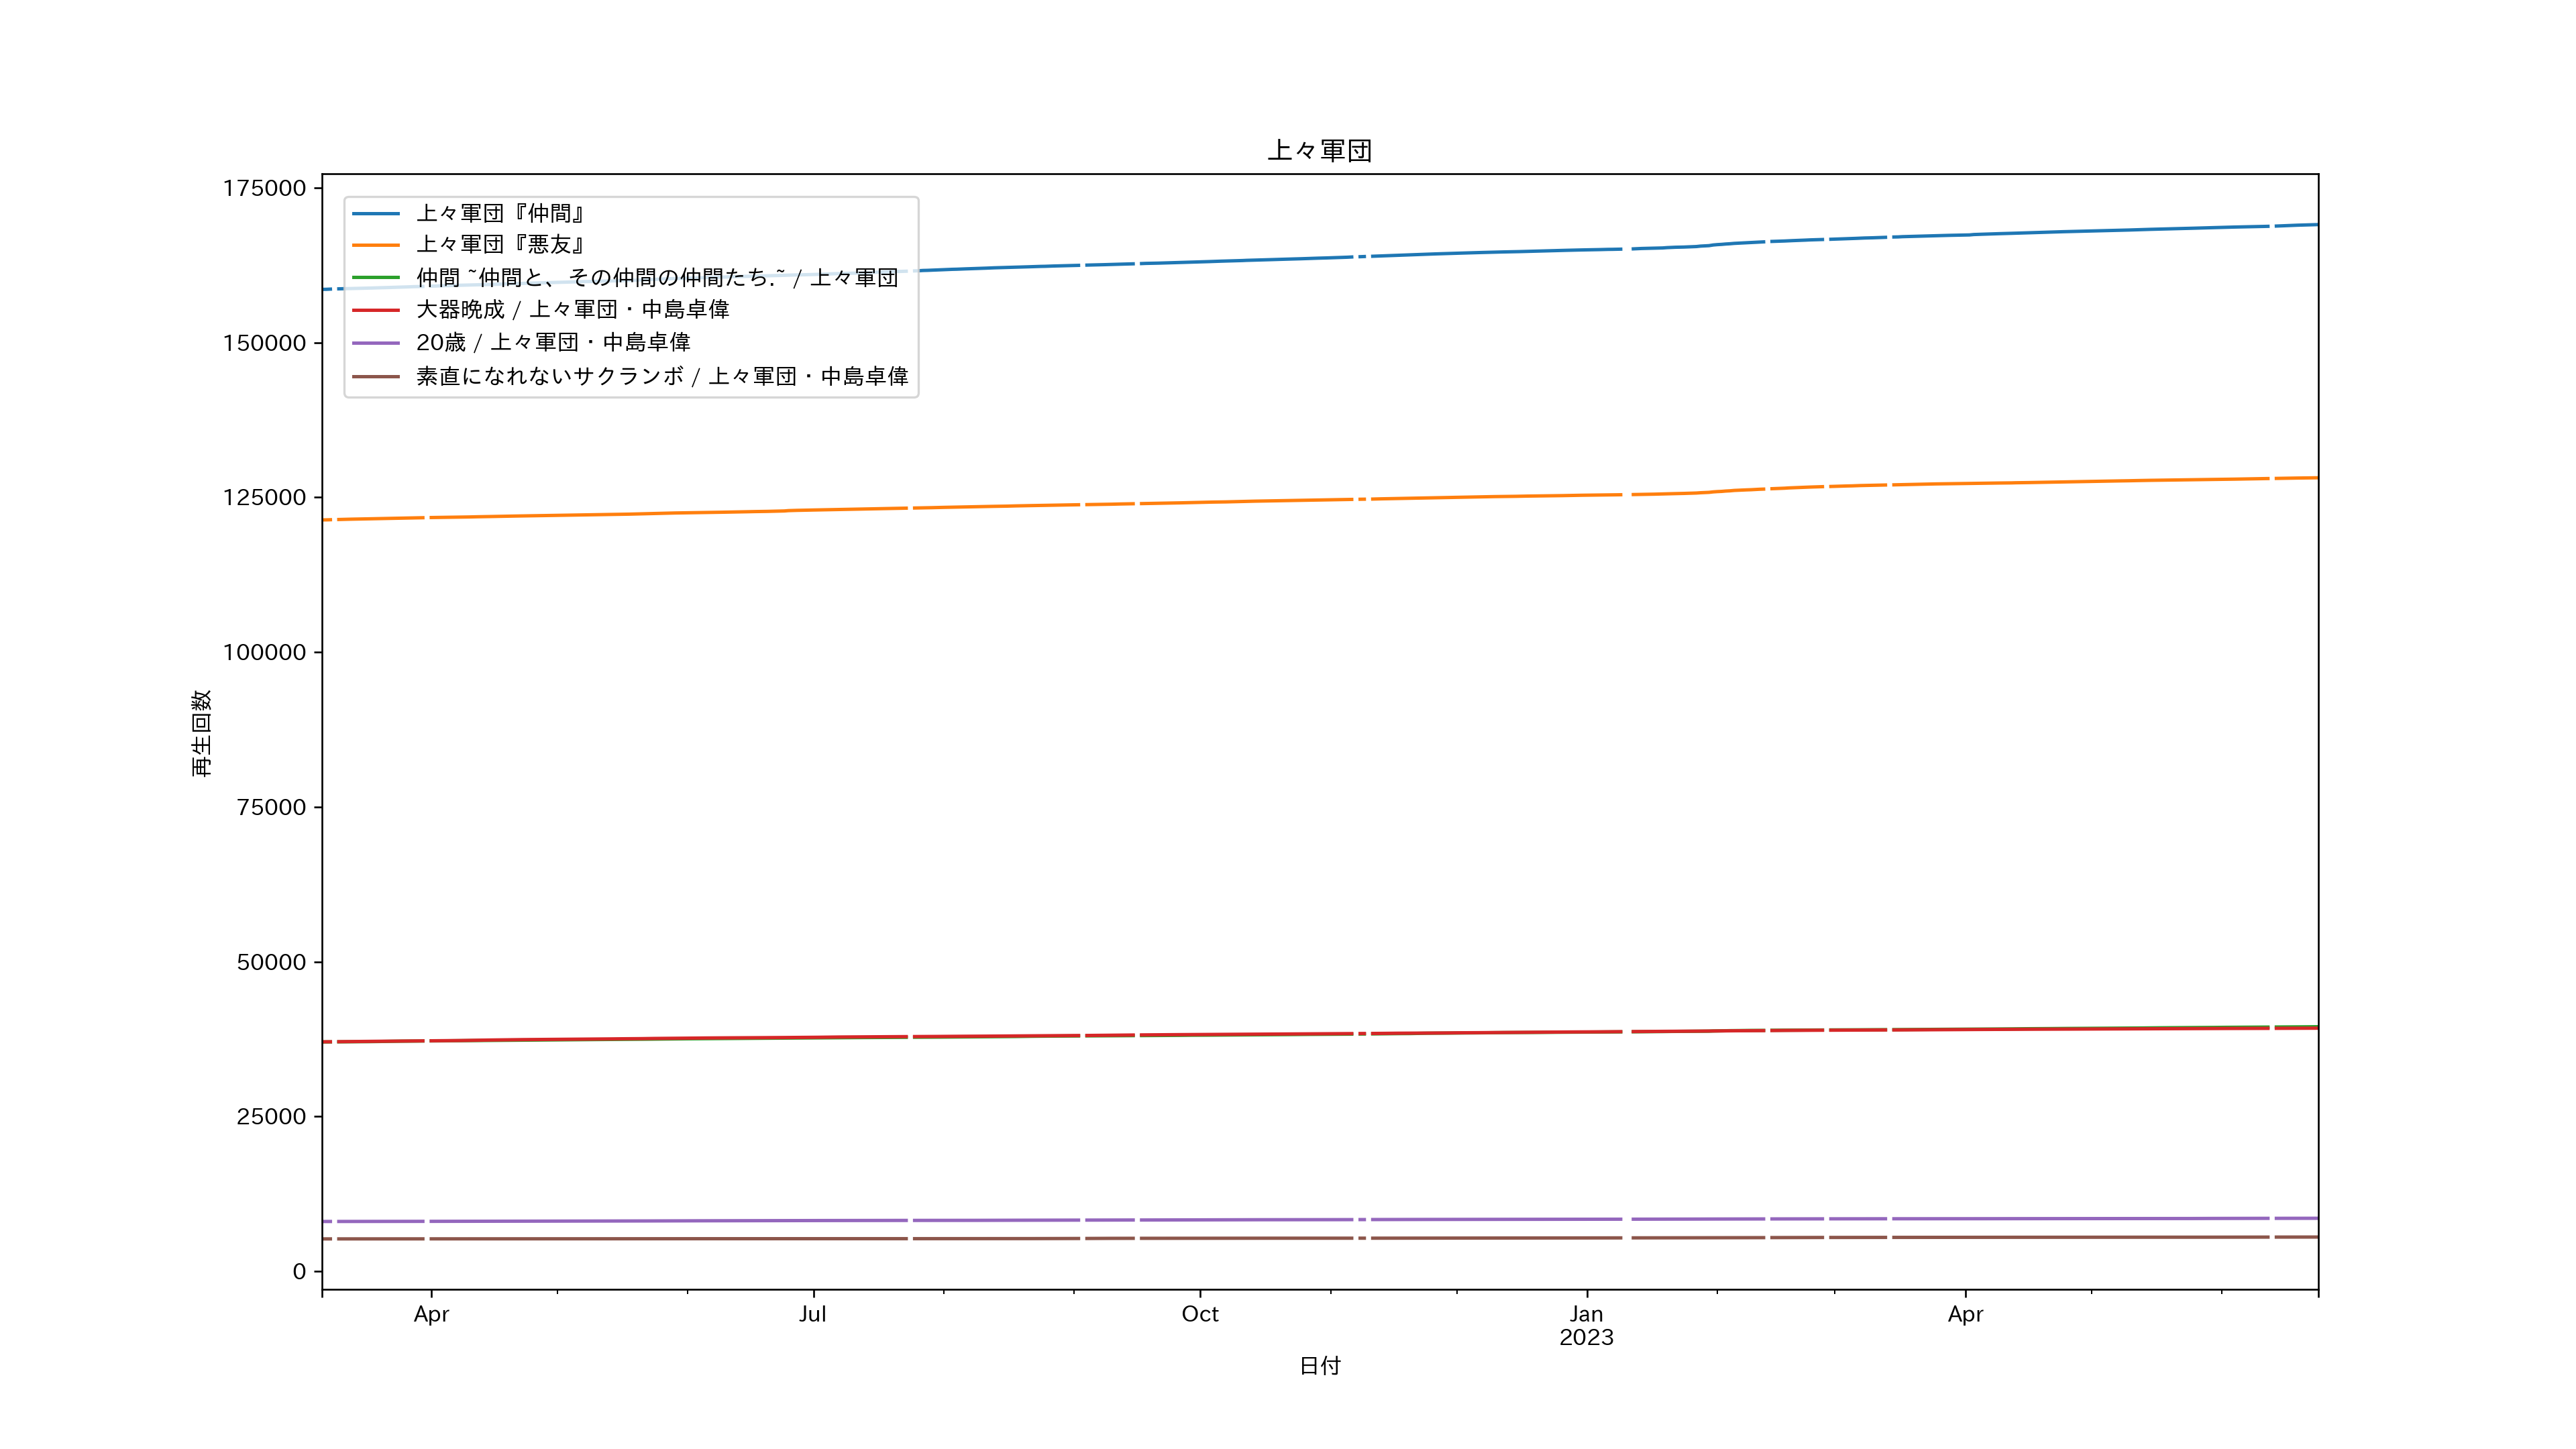 上々軍団
175000
150000
125000
100000
75000
50000
25000
0
再生回数
上々軍団『仲間』
上々軍団『悪友』
仲間 ~仲間と、その仲間の仲間たち.~ / 上々軍団
大器晩成 / 上々軍団・中島卓偉
20歳 / 上々軍団・中島卓偉
素直になれないサクランボ / 上々軍団・中島卓偉
Apr Jul Oct Jan Apr
2023
日付